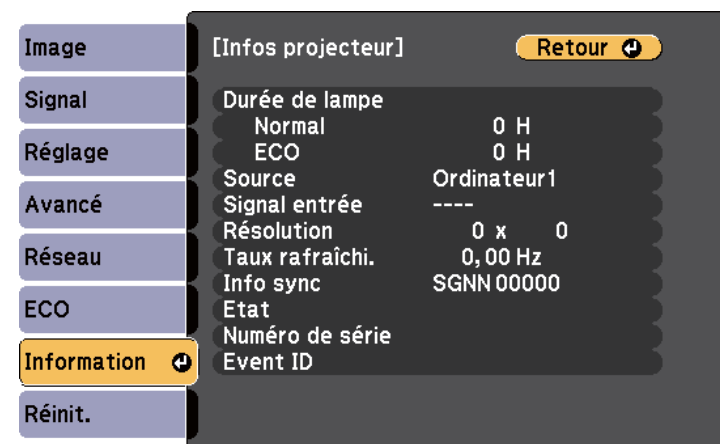 Image
Signal
Réglage
Avancé
Réseau
ECO
Information
Réinit.
[Infos projecteur] Retour
Durée de lampe
Normal 0 H
ECO 0 H
Source Ordinateur1
Signal entrée ----
Résolution 0 x 0
Taux rafraîchi. 0,00 Hz
Info sync SGNN 00000
Etat
Numéro de série
Event ID